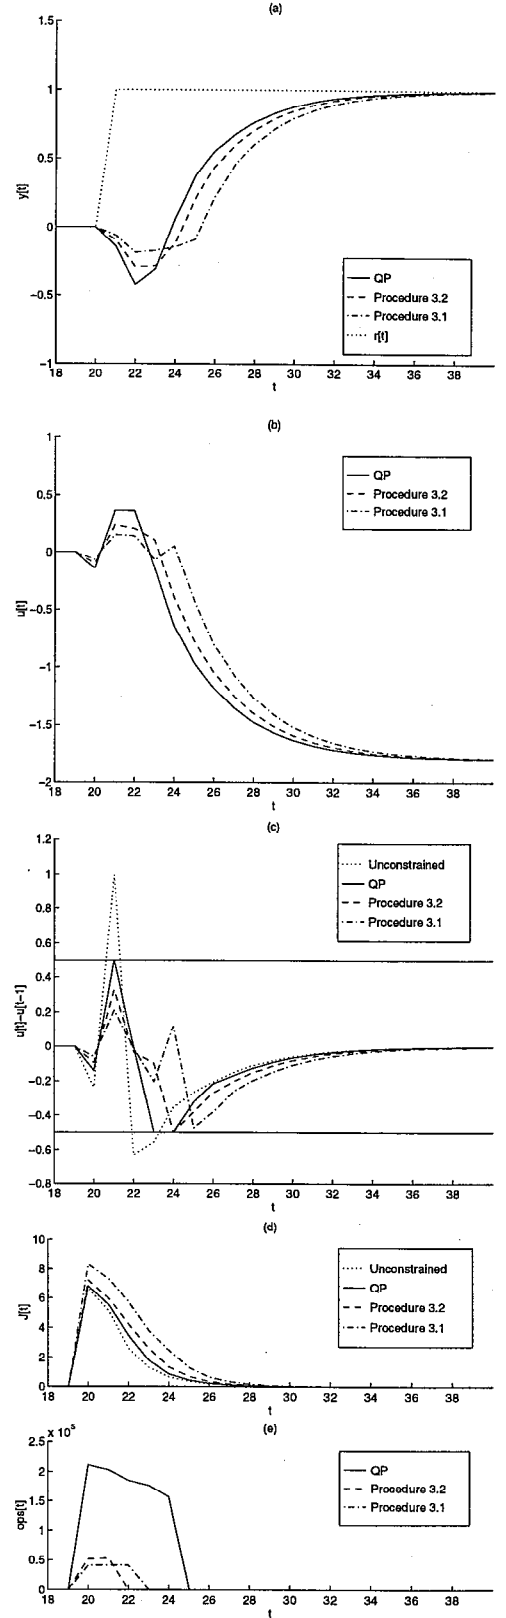 (a)
1.5
1
0.5
0
−0.5
−1
y[t]
QP
Procedure 3.2
Procedure 3.1
r[t]
18 20 22 24 26 28 30 32 34 36 38
t
(b)
1
0.5
0
−0.5
−1
−1.5
−2
u[t]
QP
Procedure 3.2
Procedure 3.1
18 20 22 24 26 28 30 32 34 36 38
t
(c)
1.2
1
0.8
0.6
0.4
0.2
0
−0.2
−0.4
−0.6
−0.8
u[t]−u[t−1]
Unconstrained
QP
Procedure 3.2
Procedure 3.1
18 20 22 24 26 28 30 32 34 36 38
t
(d)
10
8
6
4
2
0
J[t]
Unconstrained
QP
Procedure 3.2
Procedure 3.1
18 20 22 24 26 28 30 32 34 36 38
t
(e)
x 10⁵
2.5
2
1.5
1
0.5
0
ops[t]
QP
Procedure 3.2
Procedure 3.1
18 20 22 24 26 28 30 32 34 36 38
t